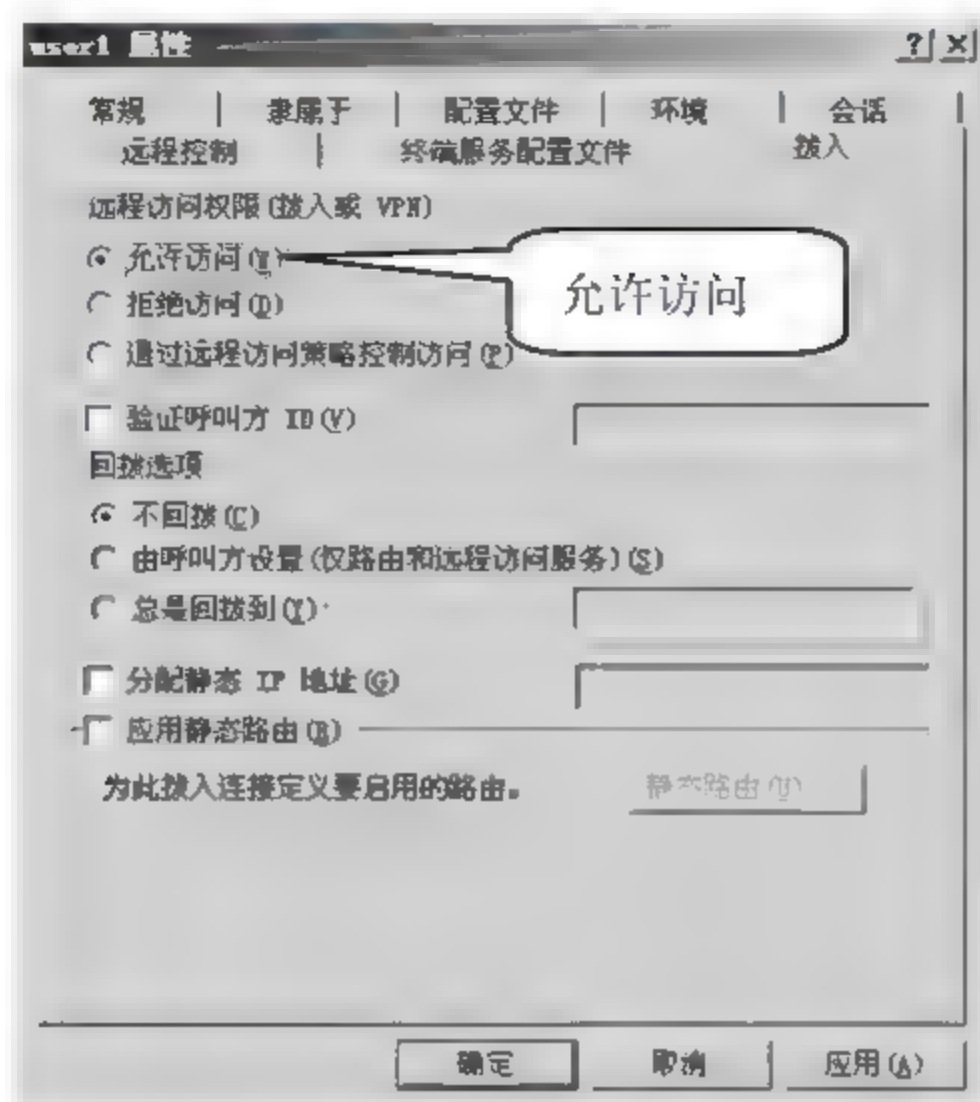 user1 属性
常规 隶属于 配置文件 环境 会话
远程控制 终端服务配置文件 拨入
远程访问权限(拨入或 VPN)
允许访问(W)
允许访问
拒绝访问(D)
通过远程访问策略控制访问(P)
验证呼叫方 ID(V)
回拨选项
不回拨(C)
由呼叫方设置(仅路由和远程访问服务)(S)
总是回拨到(Y)
分配静态 IP 地址(G)
应用静态路由(R)
为此拨入连接定义要启用的路由。
静态路由(U)
确定 取消 应用(A)